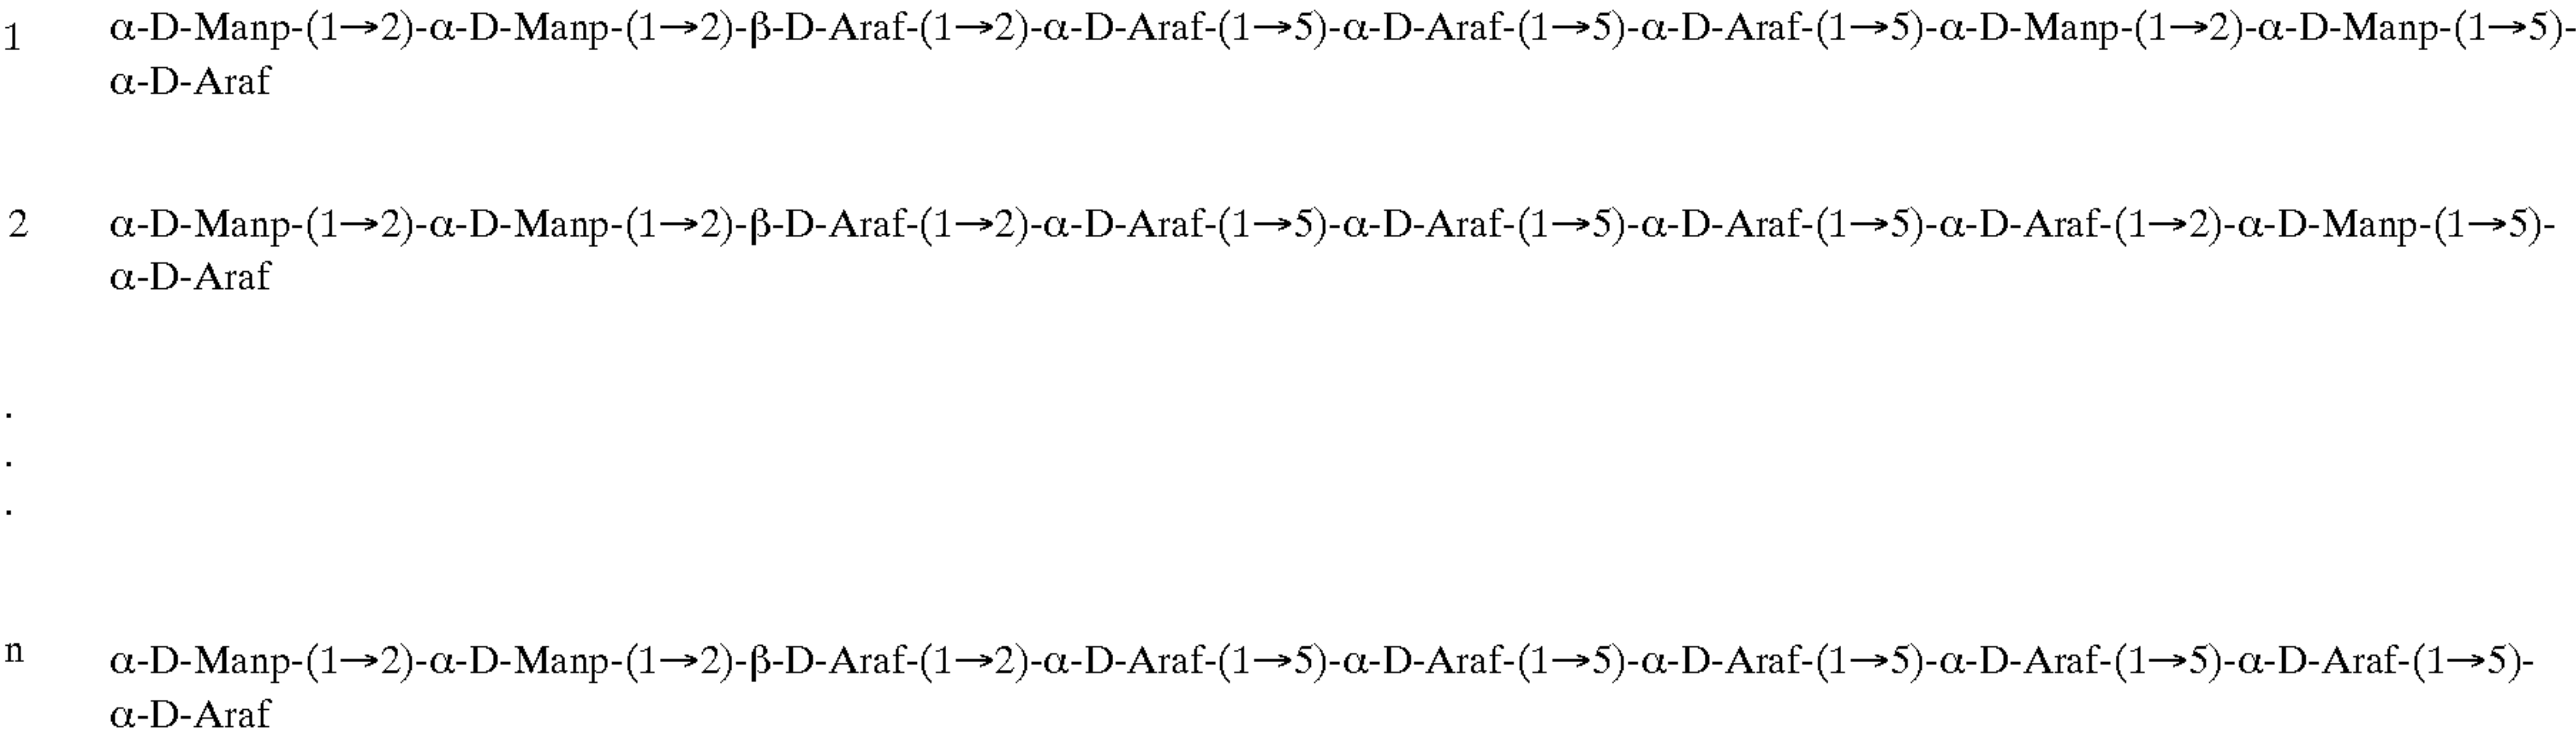 1 α-D-Manp-(1→2)-α-D-Manp-(1→2)-β-D-Araf-(1→2)-α-D-Araf-(1→5)-α-D-Araf-(1→5)-α-D-Araf-(1→5)-α-D-Manp-(1→2)-α-D-Manp-(1→5)-
α-D-Araf
2 α-D-Manp-(1→2)-α-D-Manp-(1→2)-β-D-Araf-(1→2)-α-D-Araf-(1→5)-α-D-Araf-(1→5)-α-D-Araf-(1→5)-α-D-Araf-(1→2)-α-D-Manp-(1→5)-
α-D-Araf
.
.
.
n α-D-Manp-(1→2)-α-D-Manp-(1→2)-β-D-Araf-(1→2)-α-D-Araf-(1→5)-α-D-Araf-(1→5)-α-D-Araf-(1→5)-α-D-Araf-(1→5)-α-D-Araf-(1→5)-
α-D-Araf